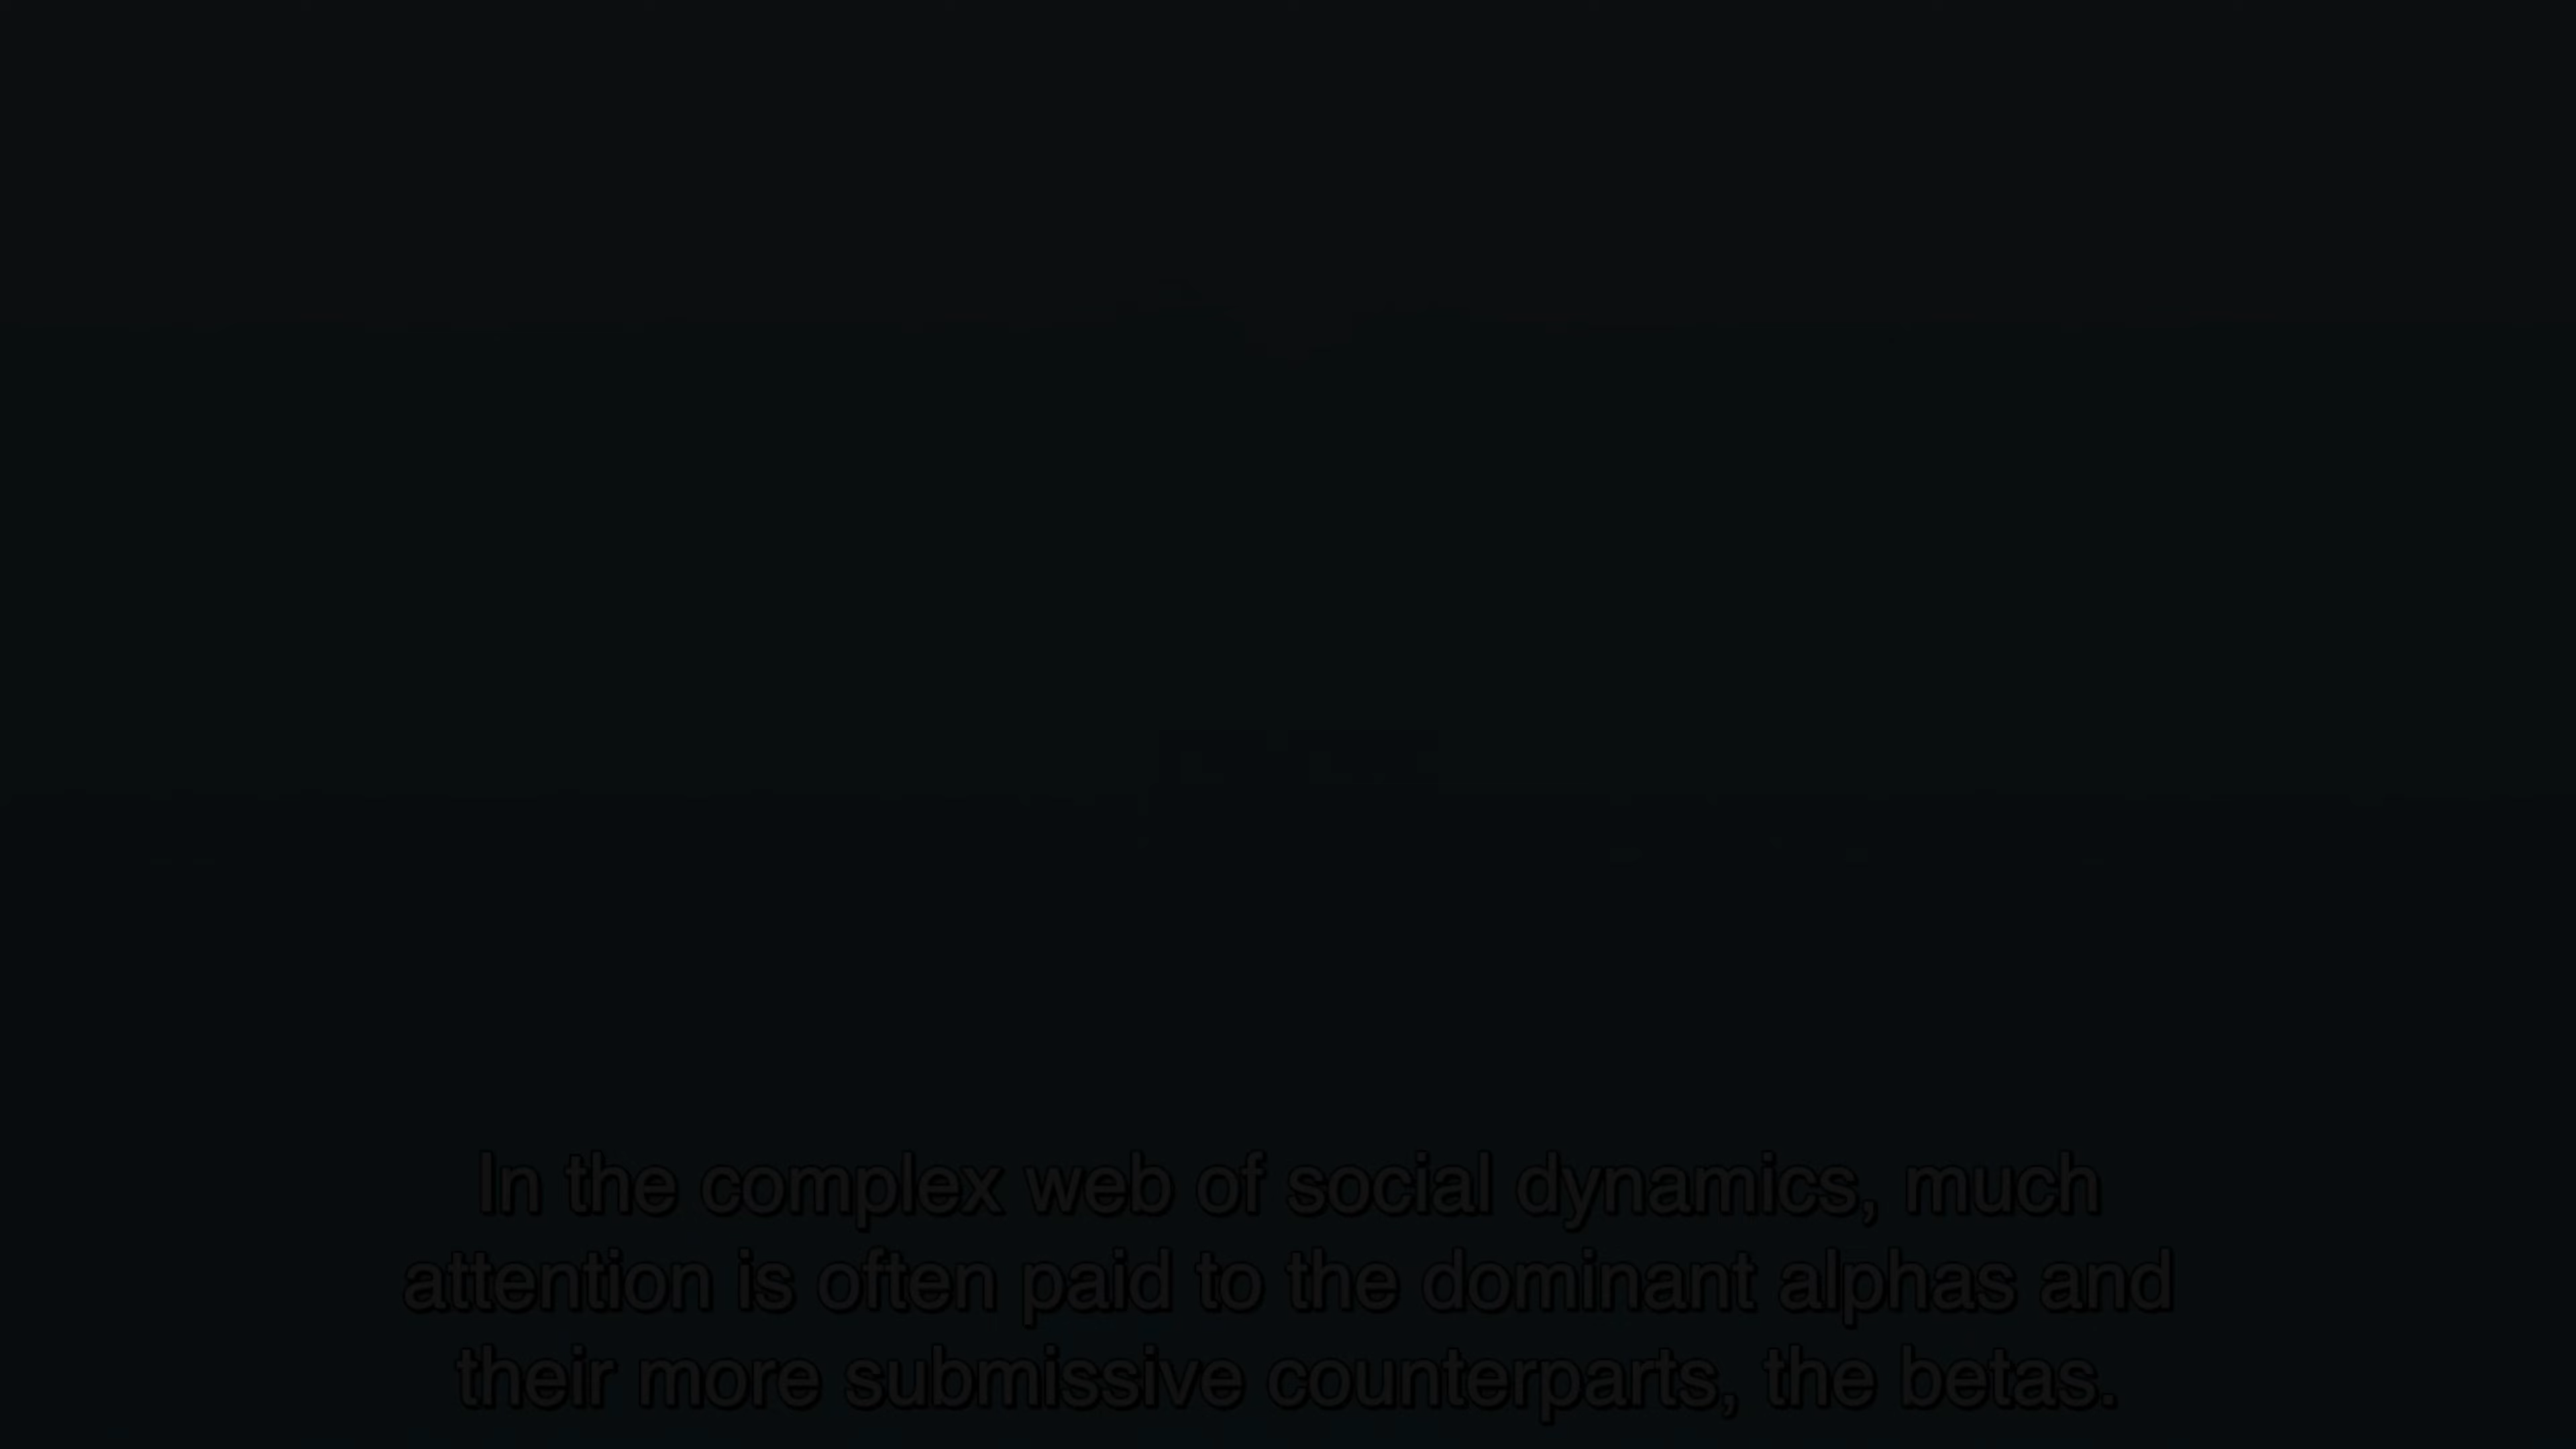 In the complex web of social dynamics, much
attention is often paid to the dominant alphas and
their more submissive counterparts, the betas.